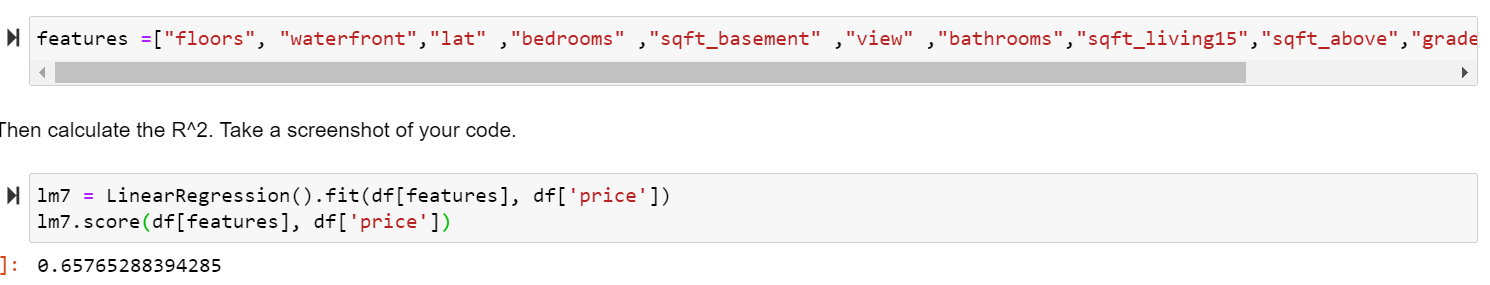 features =["floors", "waterfront","lat" ,"bedrooms" ,"sqft_basement" ,"view" ,"bathrooms","sqft_living15","sqft_above","grade
Then calculate the R^2. Take a screenshot of your code.
lm7 = LinearRegression().fit(df[features], df['price'])
lm7.score(df[features], df['price'])
]: 0.65765288394285